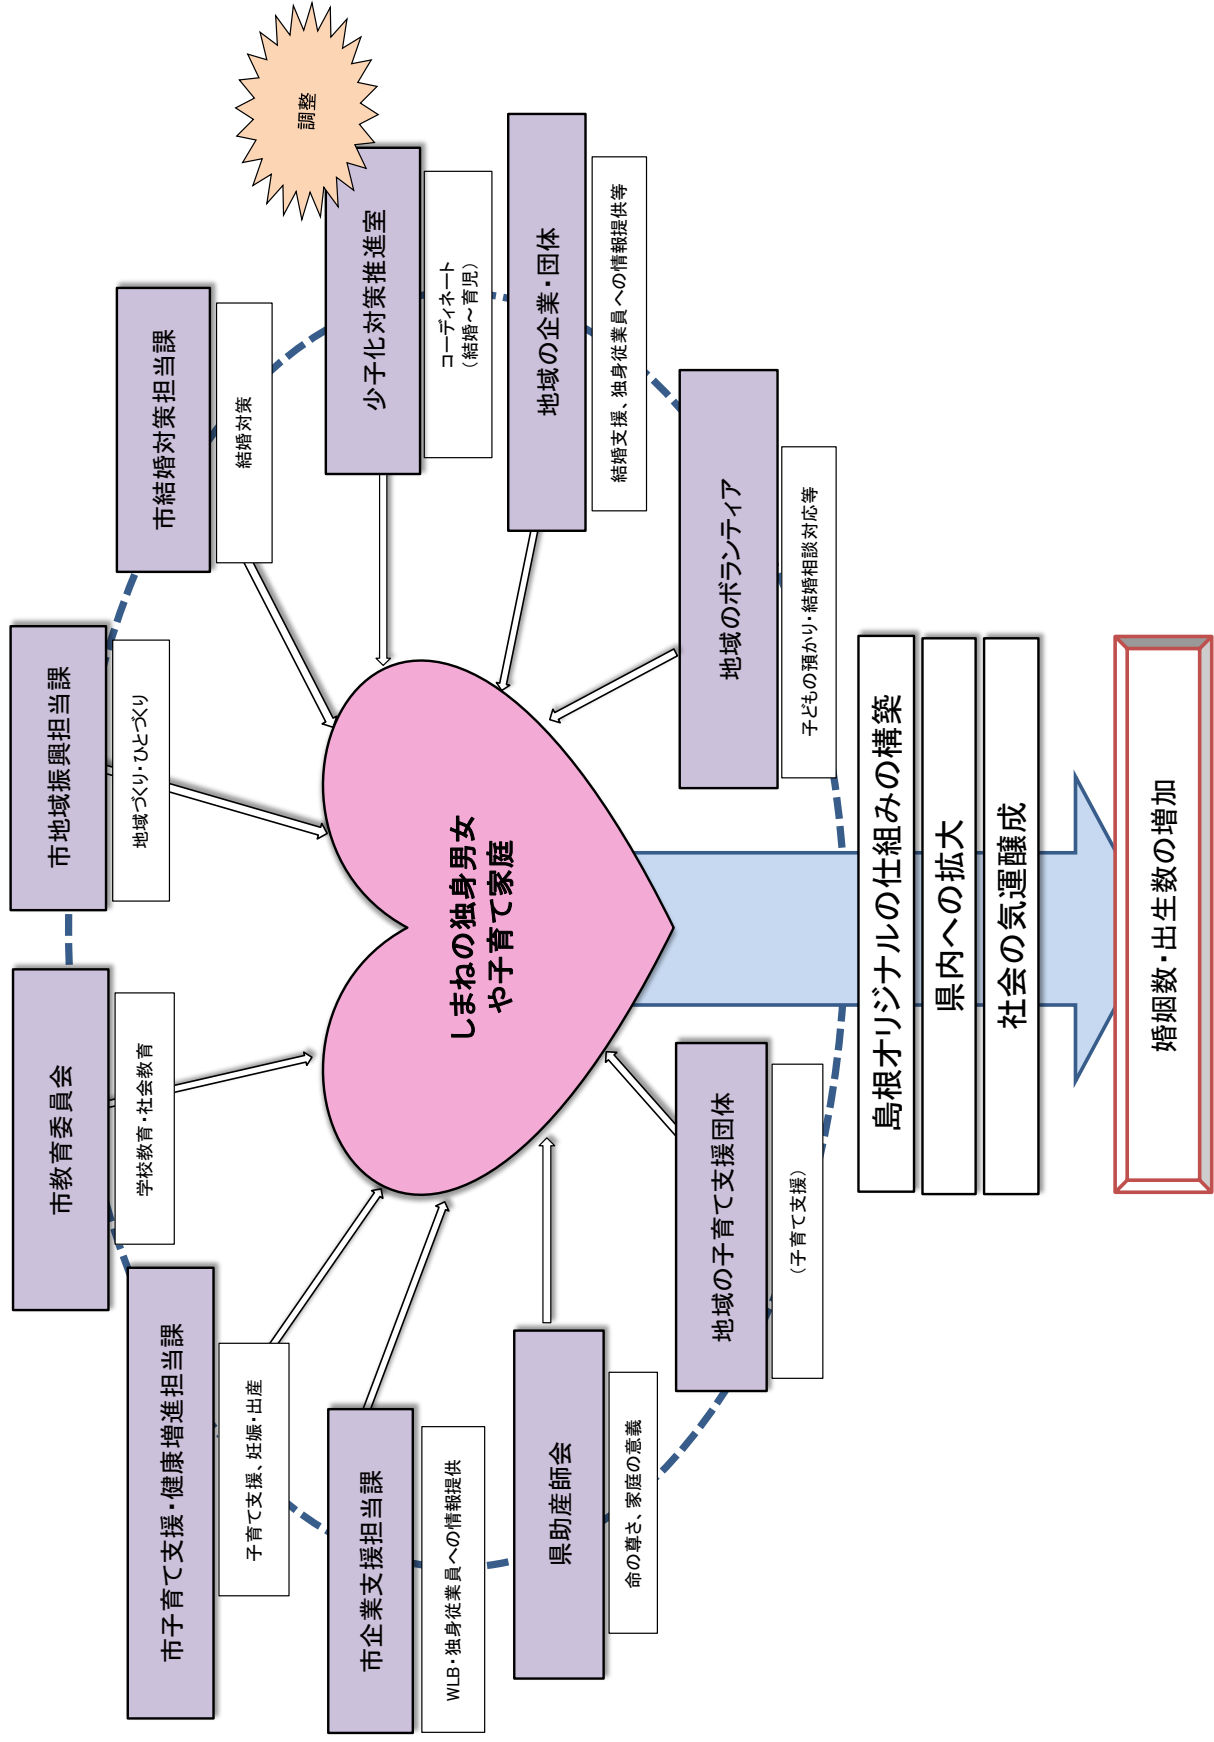 市教育委員会
学校教育・社会教育
市地域振興担当課
地域づくり・ひとづくり
市子育て支援・健康増進担当課
子育て支援、妊娠・出産
市結婚対策担当課
結婚対策
調整
市企業支援担当課
WLB・独身従業員への情報提供
少子化対策推進室
コーディネート
（結婚～育児）
しまねの独身男女
や子育て家庭
県助産師会
命の尊さ、家庭の意義
地域の企業・団体
結婚支援、独身従業員への情報提供等
地域の子育て支援団体
（子育て支援）
地域のボランティア
子どもの預かり・結婚相談対応等
島根オリジナルの仕組みの構築
県内への拡大
社会の気運醸成
婚姻数・出生数の増加